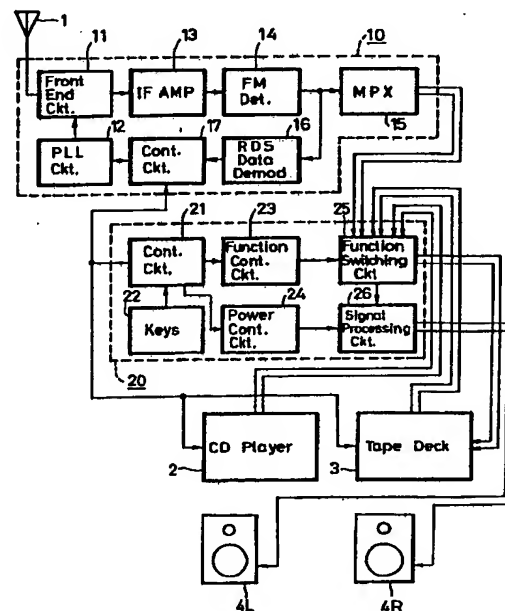 1
11
13
14
10
Front
End
Ckt.
IF AMP
FM
Det.
MPX
12
17
16
15
PLL
Ckt.
Cont.
Ckt.
RDS
Data
Demod
21
23
25
Cont.
Ckt.
Function
Cont Ckt.
Function
Switching
Ckt
22
24
26
Keys
Power
Cont Ckt.
Signal
Processing
Ckt.
20
CD Player
Tape Deck
2
3
4L
4R